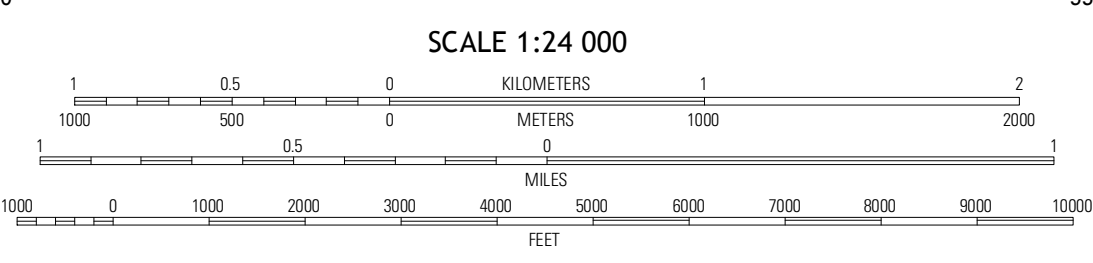 SCALE 1:24 000
1 0.5 0 KILOMETERS 1 2
1000 500 0 METERS 1000 2000
1 0.5 0 1
MILES
1000 0 1000 2000 3000 4000 5000 6000 7000 8000 9000 10000
FEET